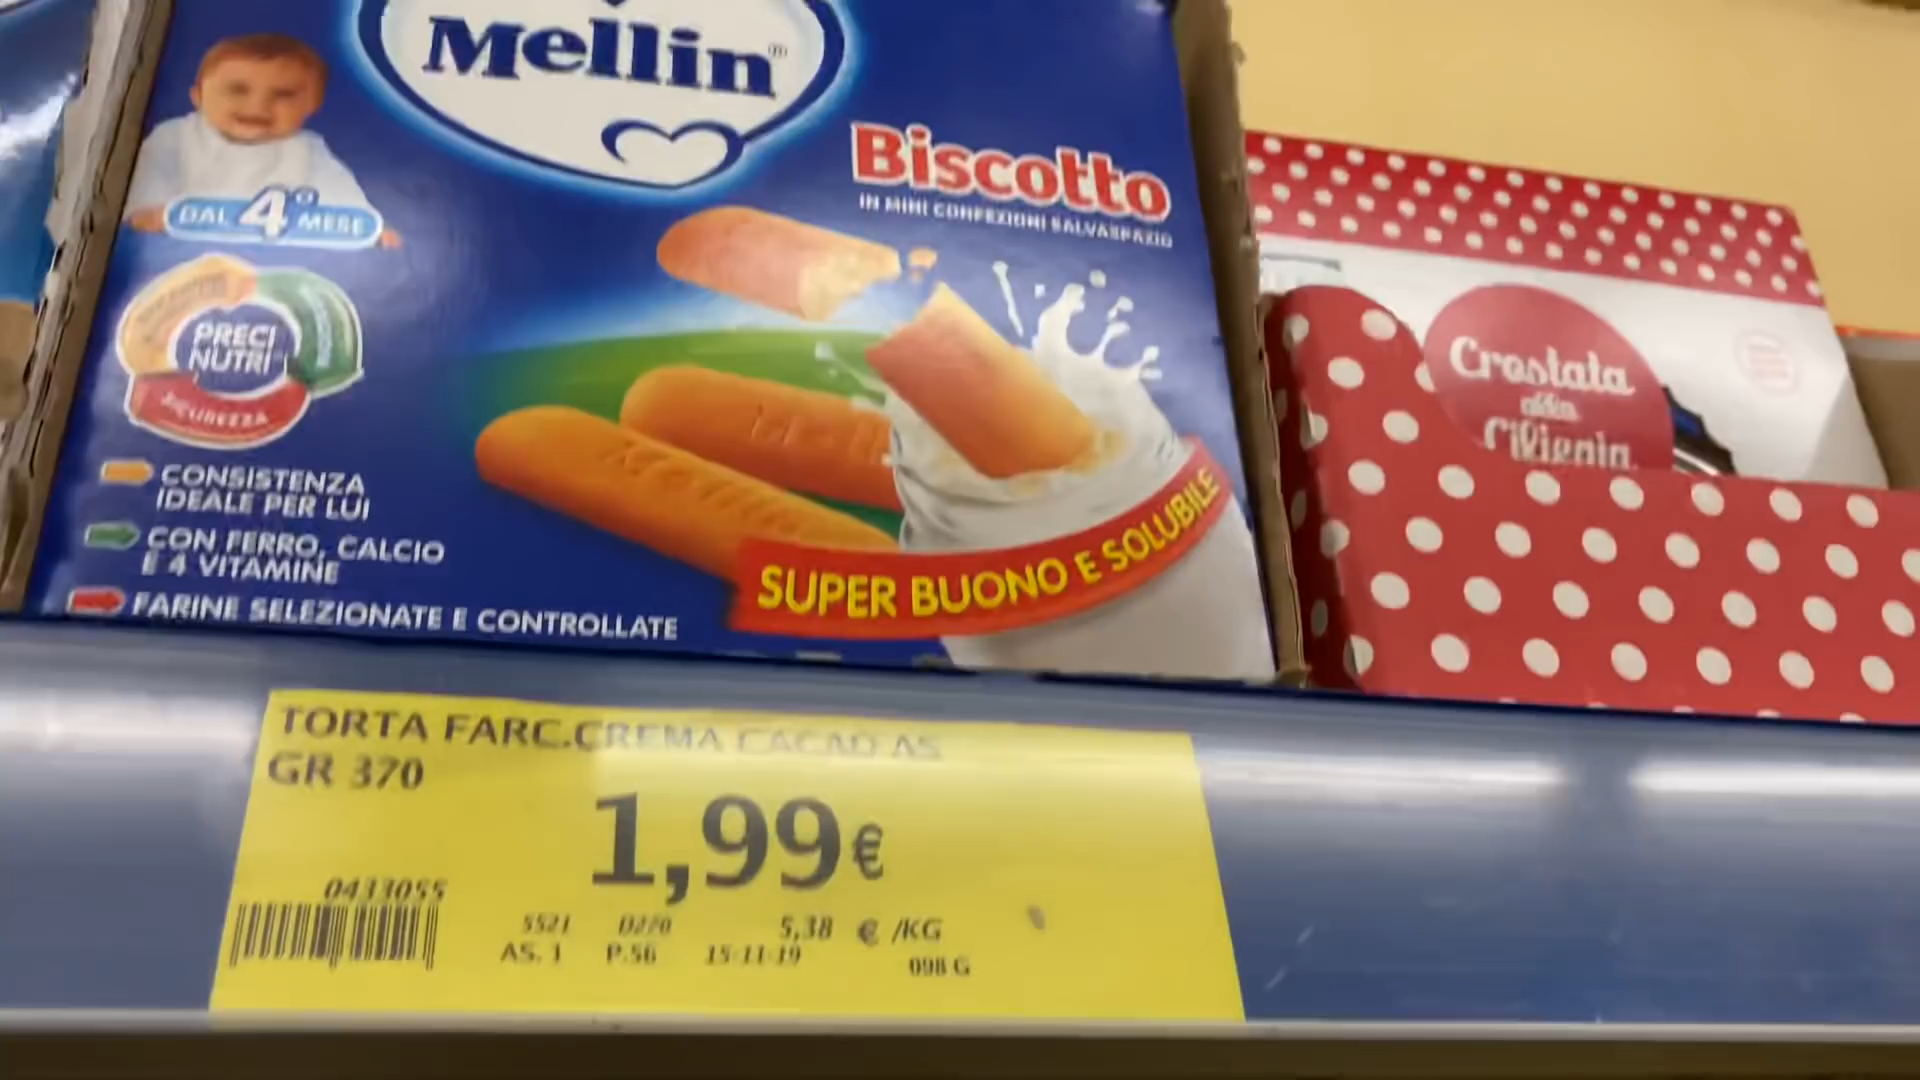 Mellin
Biscotto
IN MINI CONFEZIONI SALVASPAZIO
DAL 4° MESE
PRECI
NUTRI
SICUREZZA
CONSISTENZA
IDEALE PER LUI
CON FERRO, CALCIO
E 4 VITAMINE
FARINE SELEZIONATE E CONTROLLATE
SUPER BUONO E SOLUBILE
Crostata
alla
Ciliegia
TORTA FARC.CREMA CACAO AS
GR 370
1,99€
0433055
5521 D270 5,38 € /KG
AS. 1 P.56 15-11-19 098 G